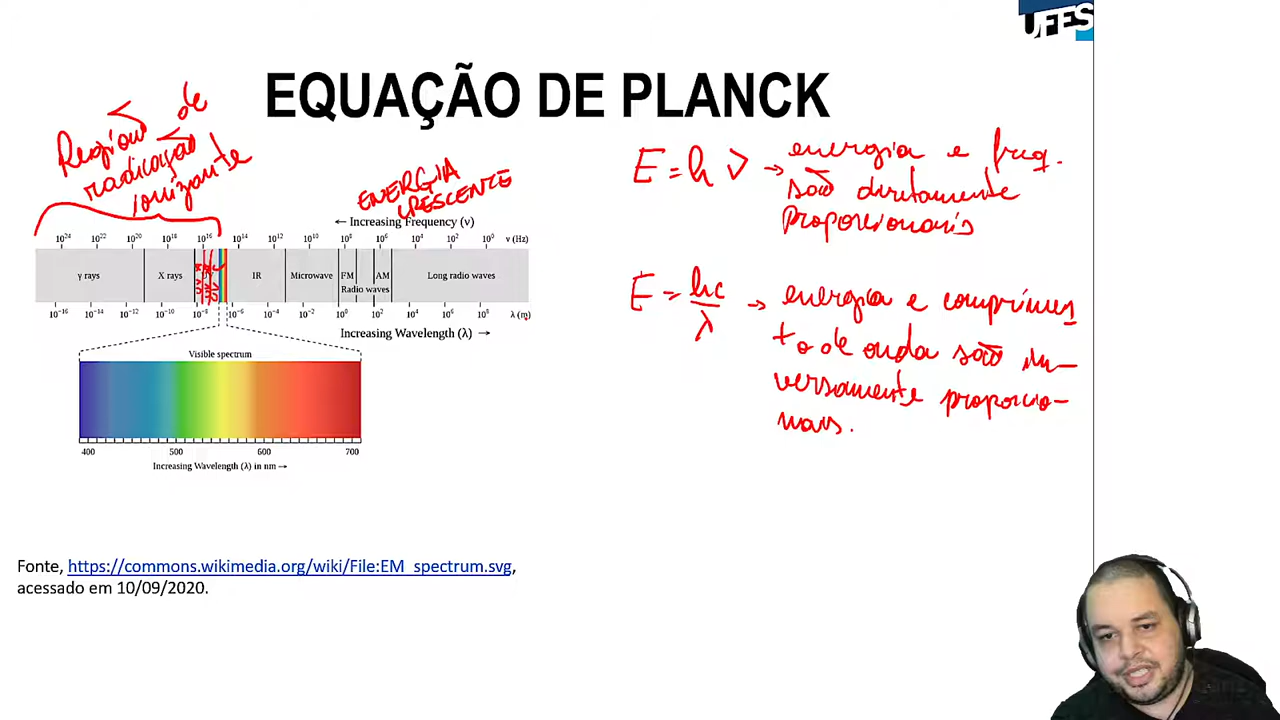 UFES
EQUAÇÃO DE PLANCK
Região de
radiação
ionizante
ENERGIA
CRESCENTE
← Increasing Frequency (ν)
10²⁴ 10²² 10²⁰ 10¹⁸ 10¹⁶ 10¹⁴ 10¹² 10¹⁰ 10⁸ 10⁶ 10⁴ 10² 10⁰ ν (Hz)
γ rays X rays UV IR Microwave FM AM Long radio waves
Radio waves
10⁻¹⁶ 10⁻¹⁴ 10⁻¹² 10⁻¹⁰ 10⁻⁸ 10⁻⁶ 10⁻⁴ 10⁻² 10⁰ 10² 10⁴ 10⁶ 10⁸ λ (m)
Increasing Wavelength (λ) →
Visible spectrum
400 500 600 700
Increasing Wavelength (λ) in nm →
E = h ν → energia e freq.
são diretamente
proporcionais
E = hc/λ → energia e comprimen
to de onda são in-
versamente proporcio-
nais.
Fonte, https://commons.wikimedia.org/wiki/File:EM_spectrum.svg,
acessado em 10/09/2020.